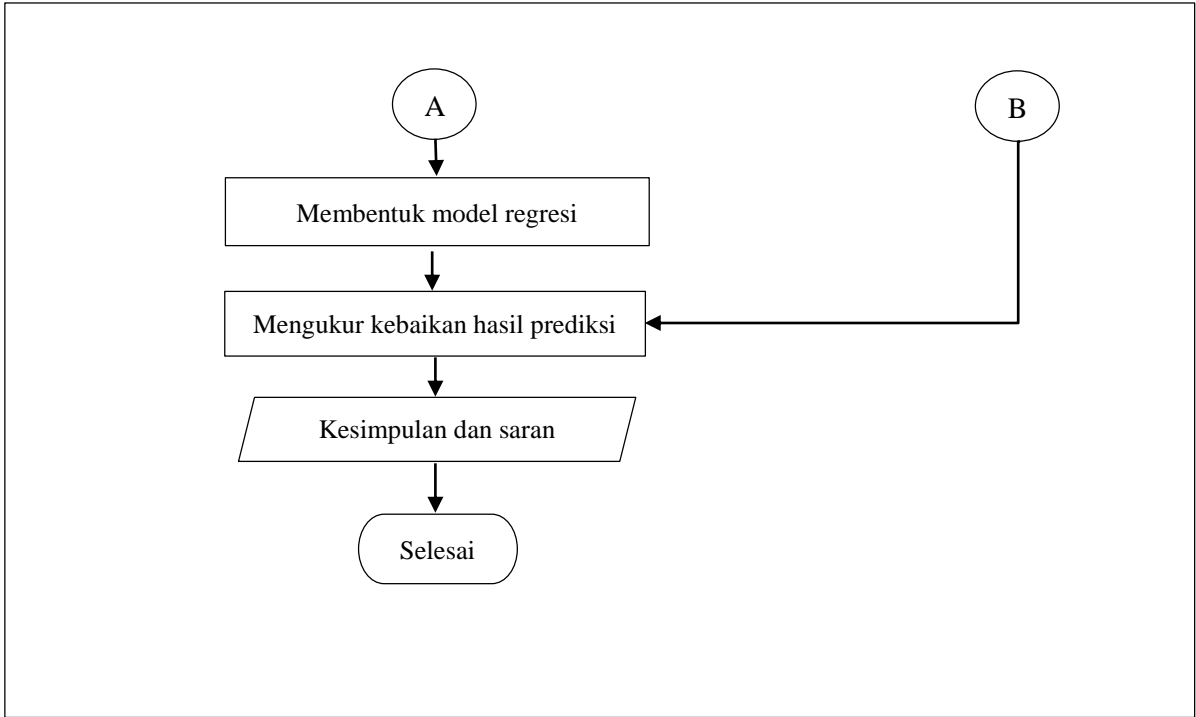 A
B
Membentuk model regresi
Mengukur kebaikan hasil prediksi
Kesimpulan dan saran
Selesai